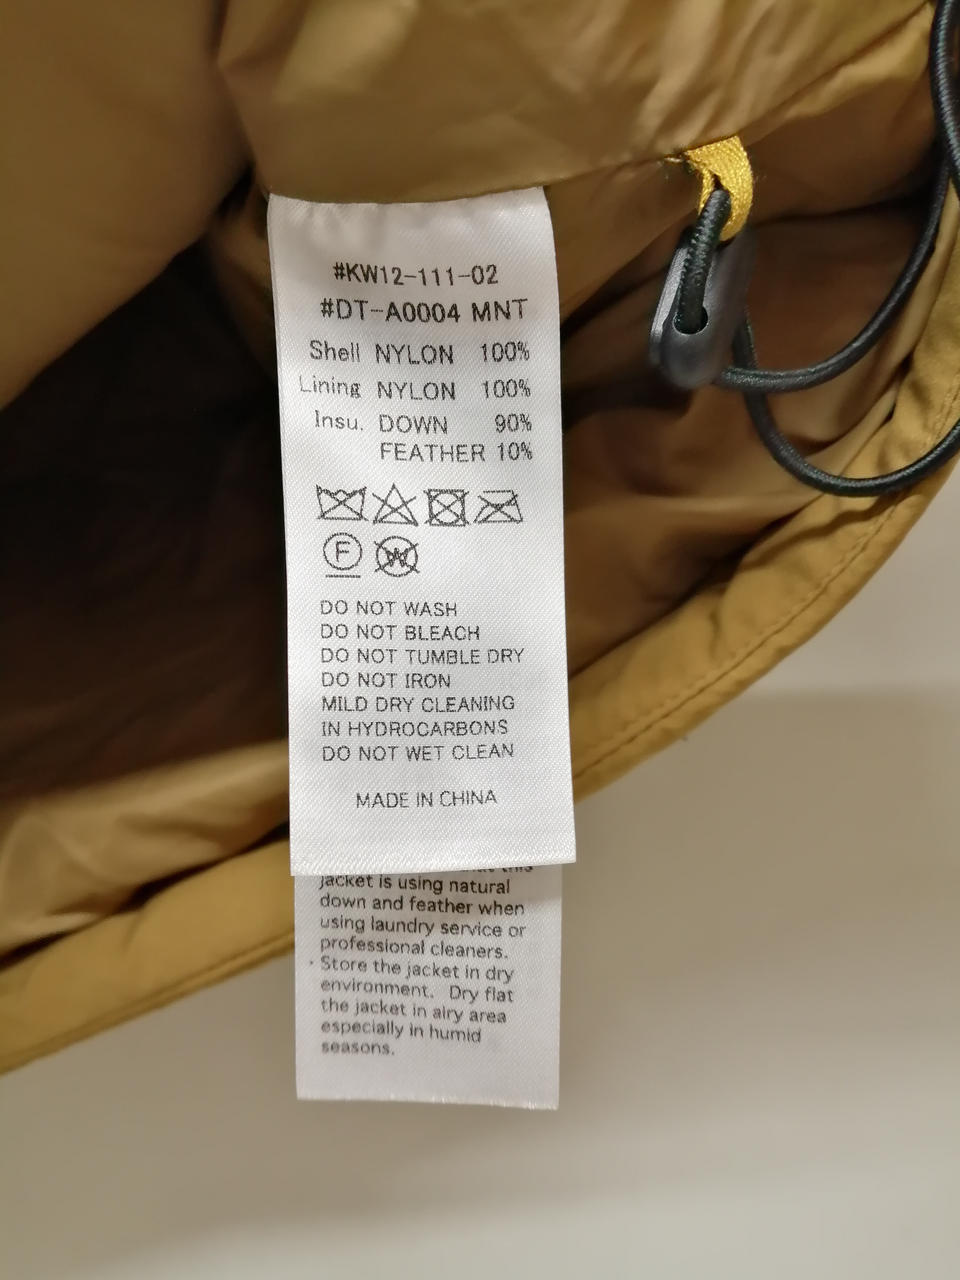 #KW12-111-02
#DT-A0004 MNT
Shell NYLON 100%
Lining NYLON 100%
Insu. DOWN 90%
FEATHER 10%
F W
DO NOT WASH
DO NOT BLEACH
DO NOT TUMBLE DRY
DO NOT IRON
MILD DRY CLEANING
IN HYDROCARBONS
DO NOT WET CLEAN
MADE IN CHINA
this
jacket is using natural
down and feather when
using laundry service or
professional cleaners.
· Store the jacket in dry
environment. Dry flat
the jacket in airy area
especially in humid
seasons.